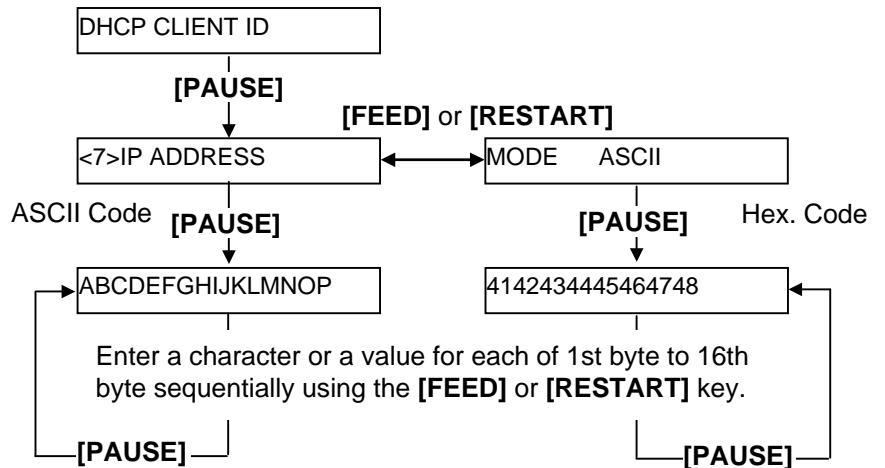 DHCP CLIENT ID
[PAUSE]
[FEED] or [RESTART]
<7>IP ADDRESS
MODE ASCII
ASCII Code
[PAUSE]
[PAUSE]
Hex. Code
ABCDEFGHIJKLMNOP
4142434445464748
Enter a character or a value for each of 1st byte to 16th
byte sequentially using the [FEED] or [RESTART] key.
[PAUSE]
[PAUSE]